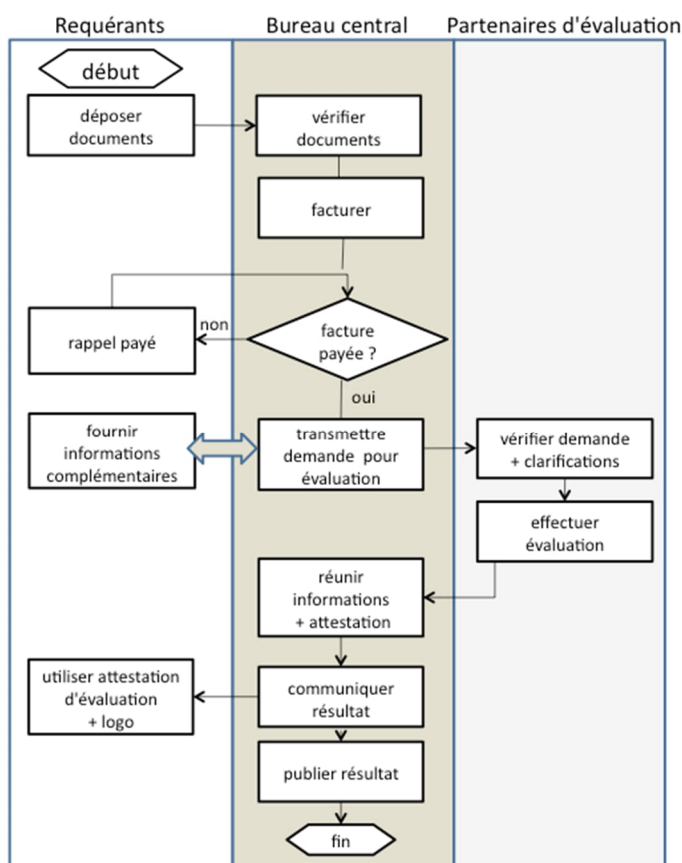 Requérants
Bureau central
Partenaires d'évaluation
début
déposer
documents
vérifier
documents
facturer
rappel payé
non
facture
payée ?
oui
fournir
informations
complémentaires
transmettre
demande pour
évaluation
vérifier demande
+ clarifications
effectuer
évaluation
réunir
informations
+ attestation
utiliser attestation
d'évaluation
+ logo
communiquer
résultat
publier résultat
fin